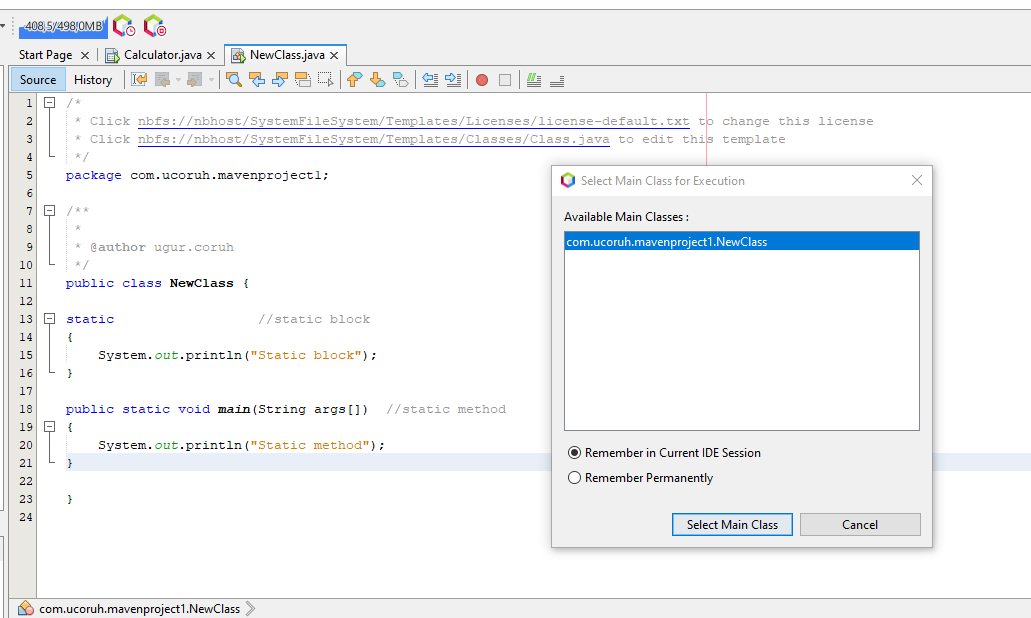 408,5/498,0MB
Start Page Calculator.java NewClass.java
Source History
1 /*
2 * Click nbfs://nbhost/SystemFileSystem/Templates/Licenses/license-default.txt to change this license
3 * Click nbfs://nbhost/SystemFileSystem/Templates/Classes/Class.java to edit this template
4 */
5 package com.ucoruh.mavenproject1;
6
7 /**
8 *
9 * @author ugur.coruh
10 */
11 public class NewClass {
12
13 static //static block
14 {
15 System.out.println("Static block");
16 }
17
18 public static void main(String args[]) //static method
19 {
20 System.out.println("Static method");
21 }
22
23 }
24
Select Main Class for Execution
Available Main Classes :
com.ucoruh.mavenproject1.NewClass
Remember in Current IDE Session
Remember Permanently
Select Main Class Cancel
com.ucoruh.mavenproject1.NewClass